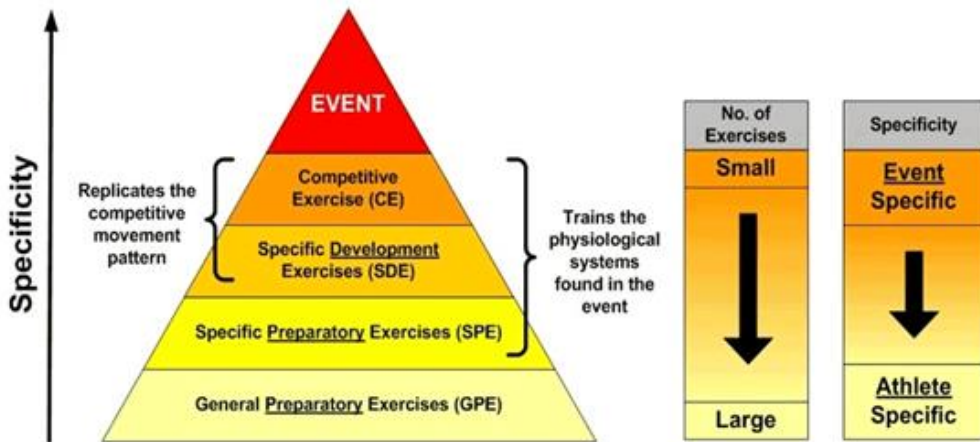 Specificity
EVENT
Competitive
Exercise (CE)
Specific Development
Exercises (SDE)
Specific Preparatory Exercises (SPE)
General Preparatory Exercises (GPE)
Replicates the
competitive
movement
pattern
Trains the
physiological
systems
found in the
event
No. of
Exercises
Small
Large
Specificity
Event
Specific
Athlete
Specific